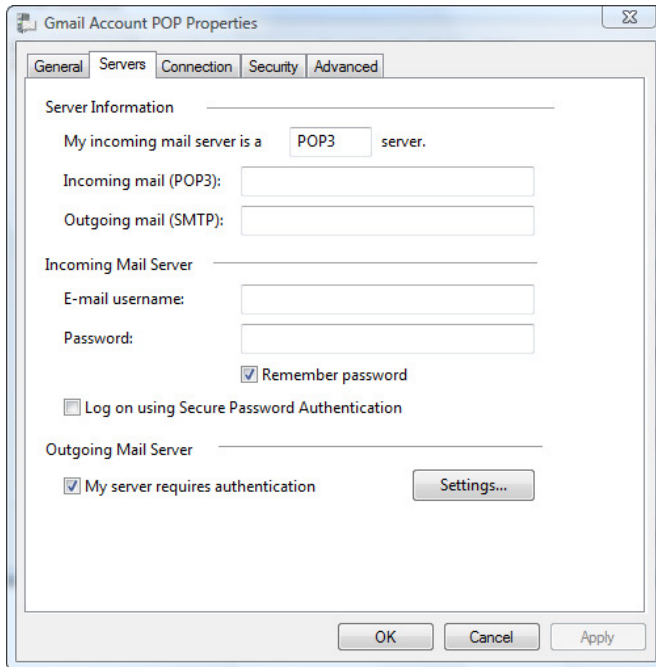 Gmail Account POP Properties
General Servers Connection Security Advanced
Server Information
My incoming mail server is a POP3 server.
Incoming mail (POP3):
Outgoing mail (SMTP):
Incoming Mail Server
E-mail username:
Password:
Remember password
Log on using Secure Password Authentication
Outgoing Mail Server
My server requires authentication Settings...
OK Cancel Apply